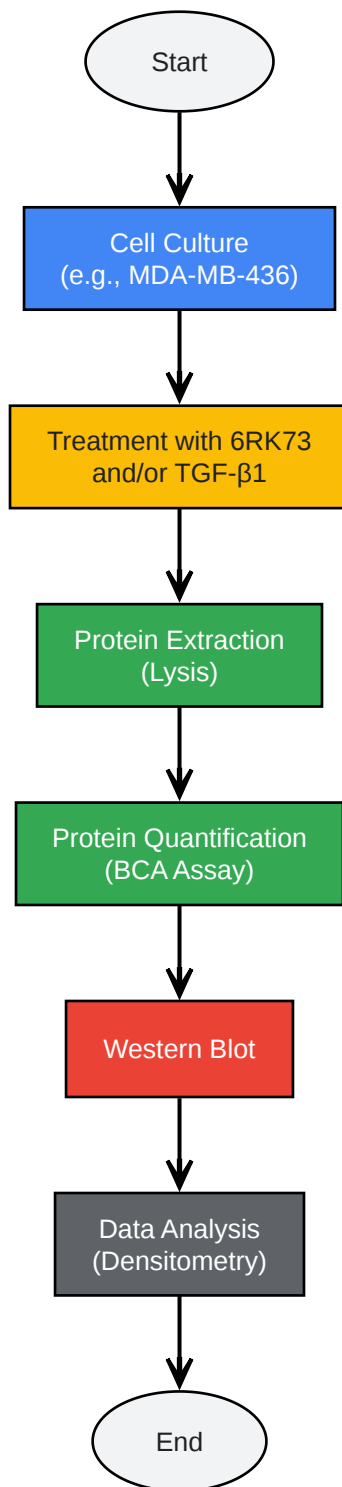 Start
Cell Culture
(e.g., MDA-MB-436)
Treatment with 6RK73
and/or TGF-β1
Protein Extraction
(Lysis)
Protein Quantification
(BCA Assay)
Western Blot
Data Analysis
(Densitometry)
End